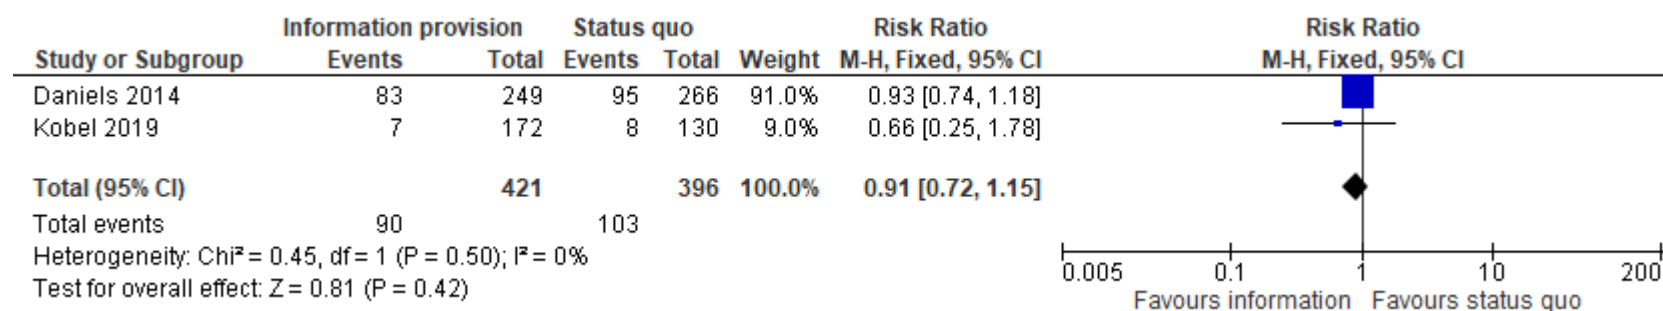 Information provision Status quo Risk Ratio Risk Ratio
Study or Subgroup Events Total Events Total Weight M-H, Fixed, 95% CI M-H, Fixed, 95% CI
Daniels 2014 83 249 95 266 91.0% 0.93 [0.74, 1.18]
Kobel 2019 7 172 8 130 9.0% 0.66 [0.25, 1.78]
Total (95% CI) 421 396 100.0% 0.91 [0.72, 1.15]
Total events 90 103
Heterogeneity: Chi² = 0.45, df = 1 (P = 0.50); I² = 0%
Test for overall effect: Z = 0.81 (P = 0.42)
0.005 0.1 1 10 200
Favours information Favours status quo